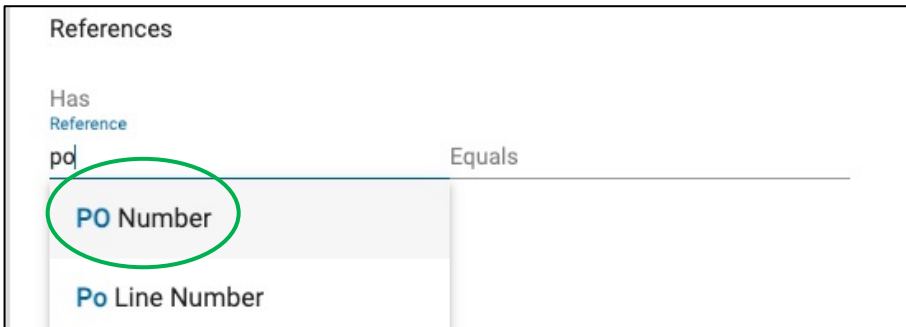 References
Has
Reference
po Equals
PO Number
Po Line Number